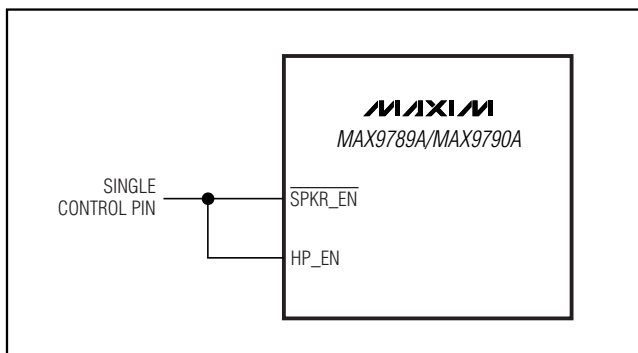 MAXIM
MAX9789A/MAX9790A
SINGLE
CONTROL PIN
SPKR_EN
HP_EN